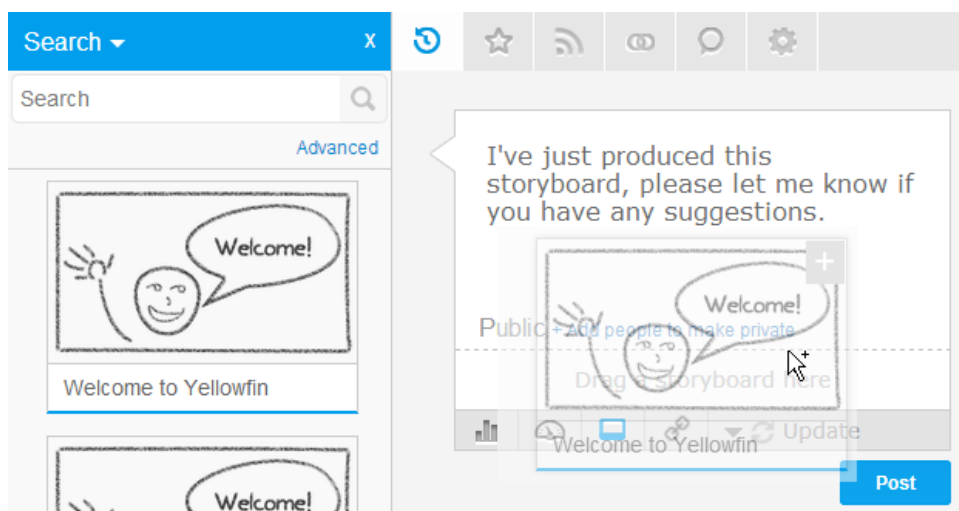 Search
X
Search
Advanced
Welcome!
Welcome to Yellowfin
Welcome!
I've just produced this
storyboard, please let me know if
you have any suggestions.
Welcome!
Public + Add people to make private
Drag a storyboard here
Update
Welcome to Yellowfin
Post